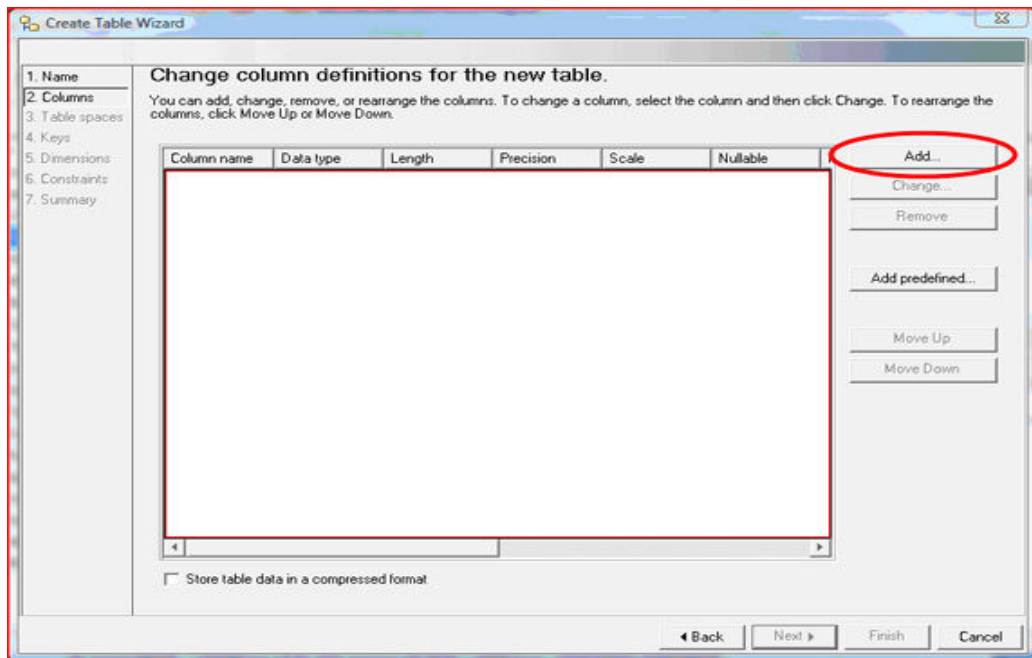 Create Table Wizard
1. Name
2. Columns
3. Table spaces
4. Keys
5. Dimensions
6. Constraints
7. Summary
Change column definitions for the new table.
You can add, change, remove, or rearrange the columns. To change a column, select the column and then click Change. To rearrange the
columns, click Move Up or Move Down.
Column name Data type Length Precision Scale Nullable
Add...
Change...
Remove
Add predefined...
Move Up
Move Down
Store table data in a compressed format
Back Next Finish Cancel